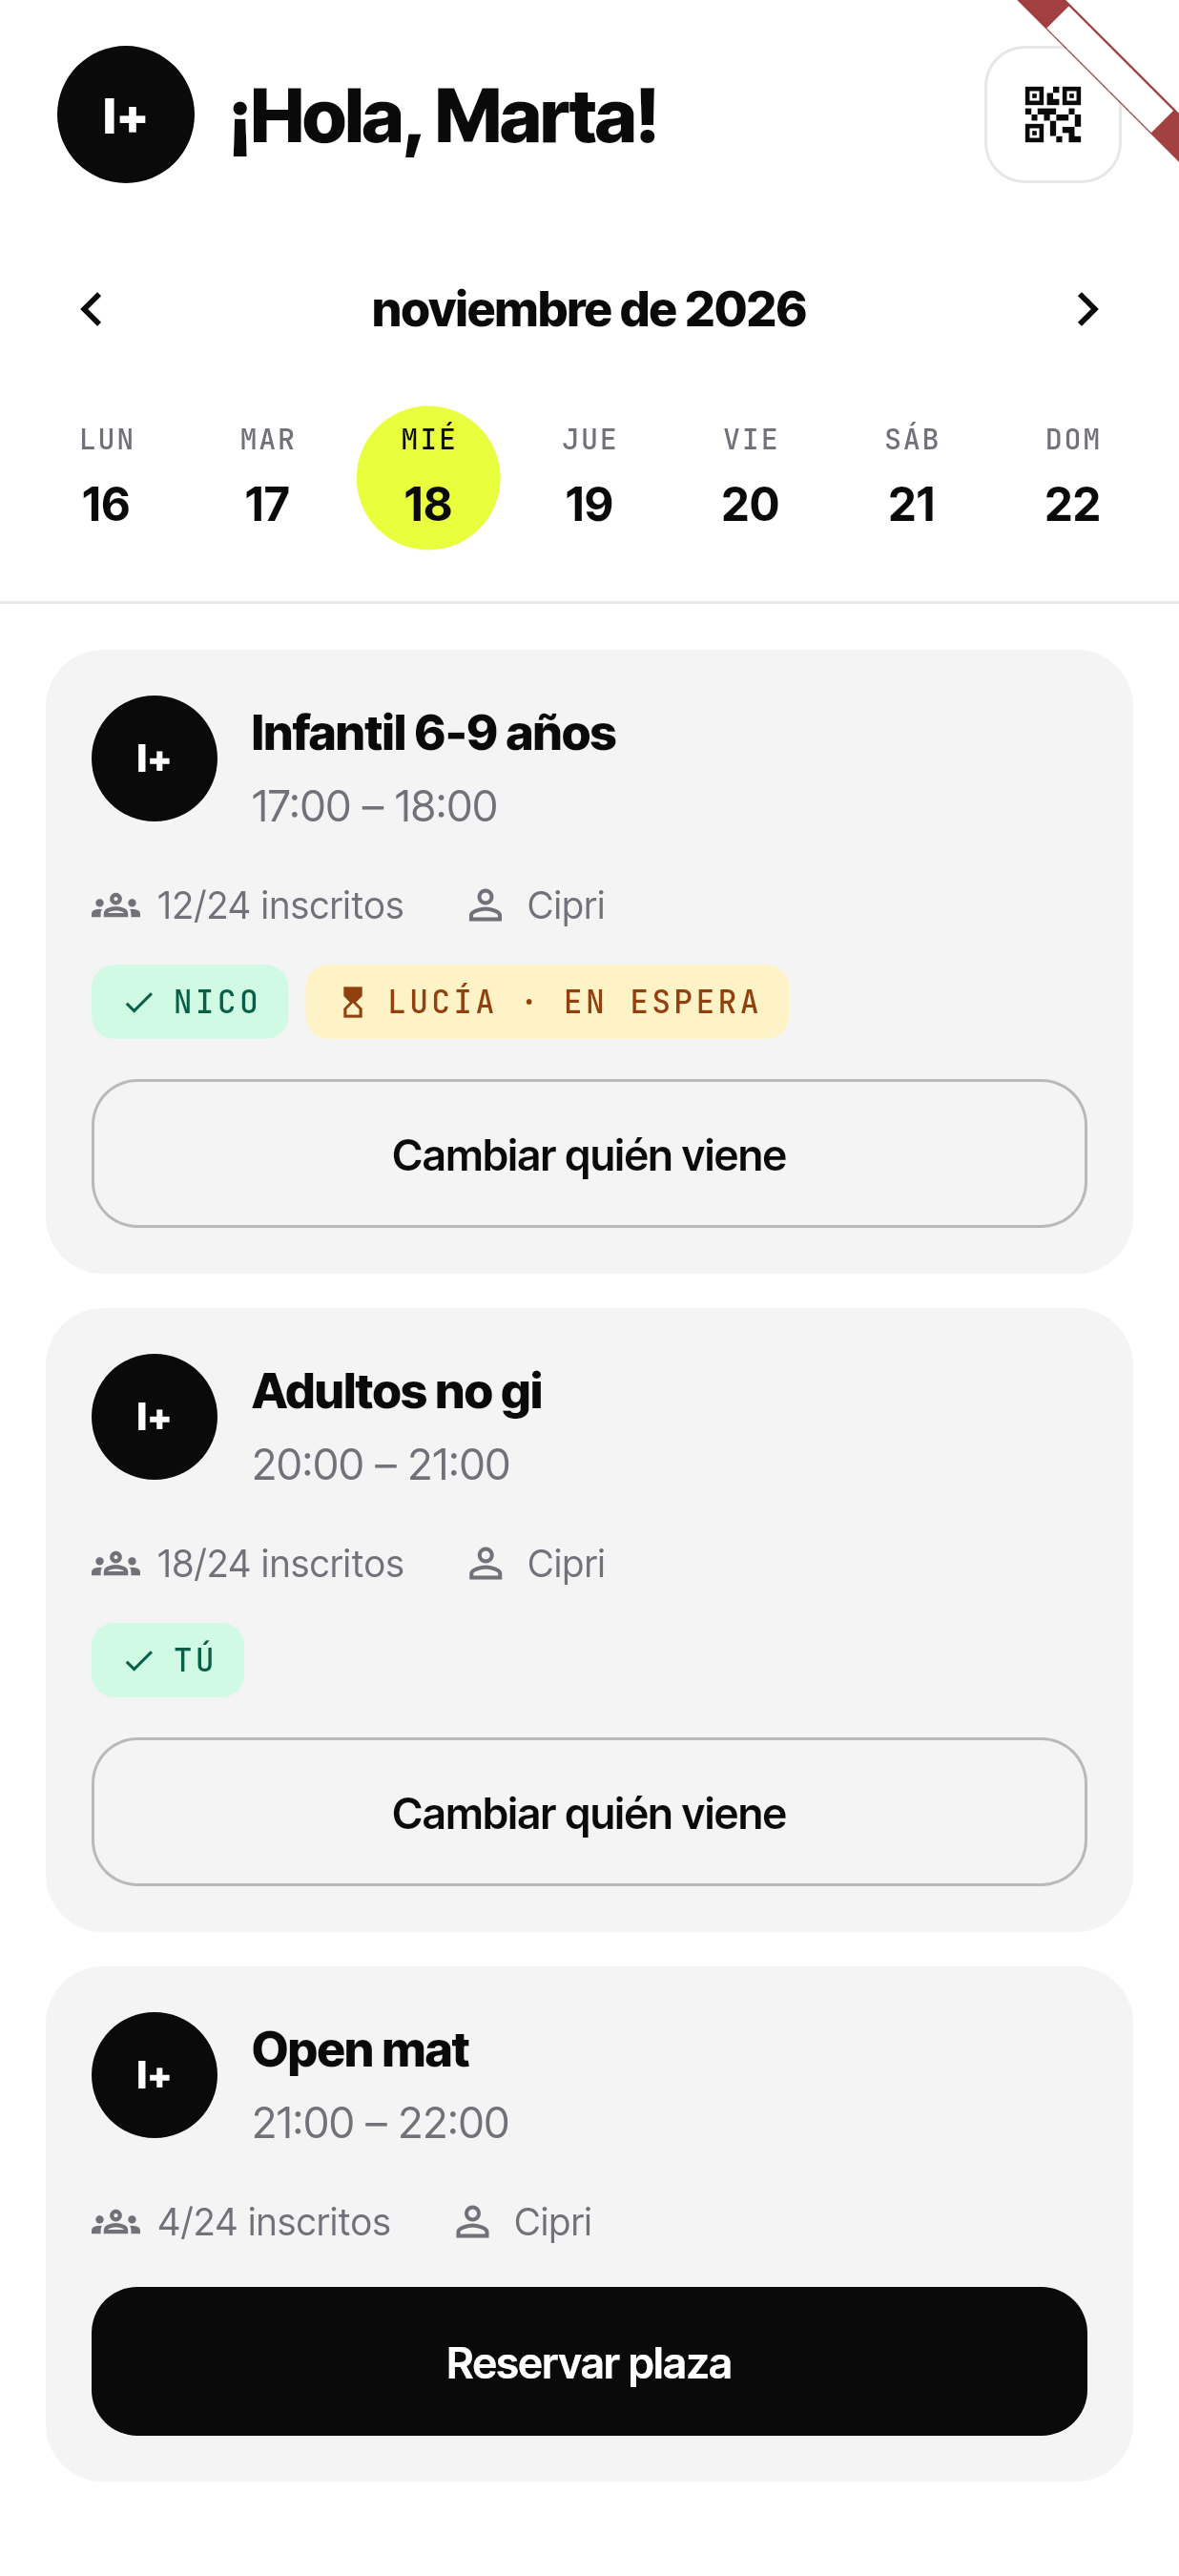 I+
¡Hola, Marta!
noviembre de 2026
LUN MAR MIÉ JUE VIE SÁB DOM
16 17 18 19 20 21 22
I+
Infantil 6-9 años
17:00 – 18:00
12/24 inscritos Cipri
NICO LUCÍA · EN ESPERA
Cambiar quién viene
I+
Adultos no gi
20:00 – 21:00
18/24 inscritos Cipri
TÚ
Cambiar quién viene
I+
Open mat
21:00 – 22:00
4/24 inscritos Cipri
Reservar plaza